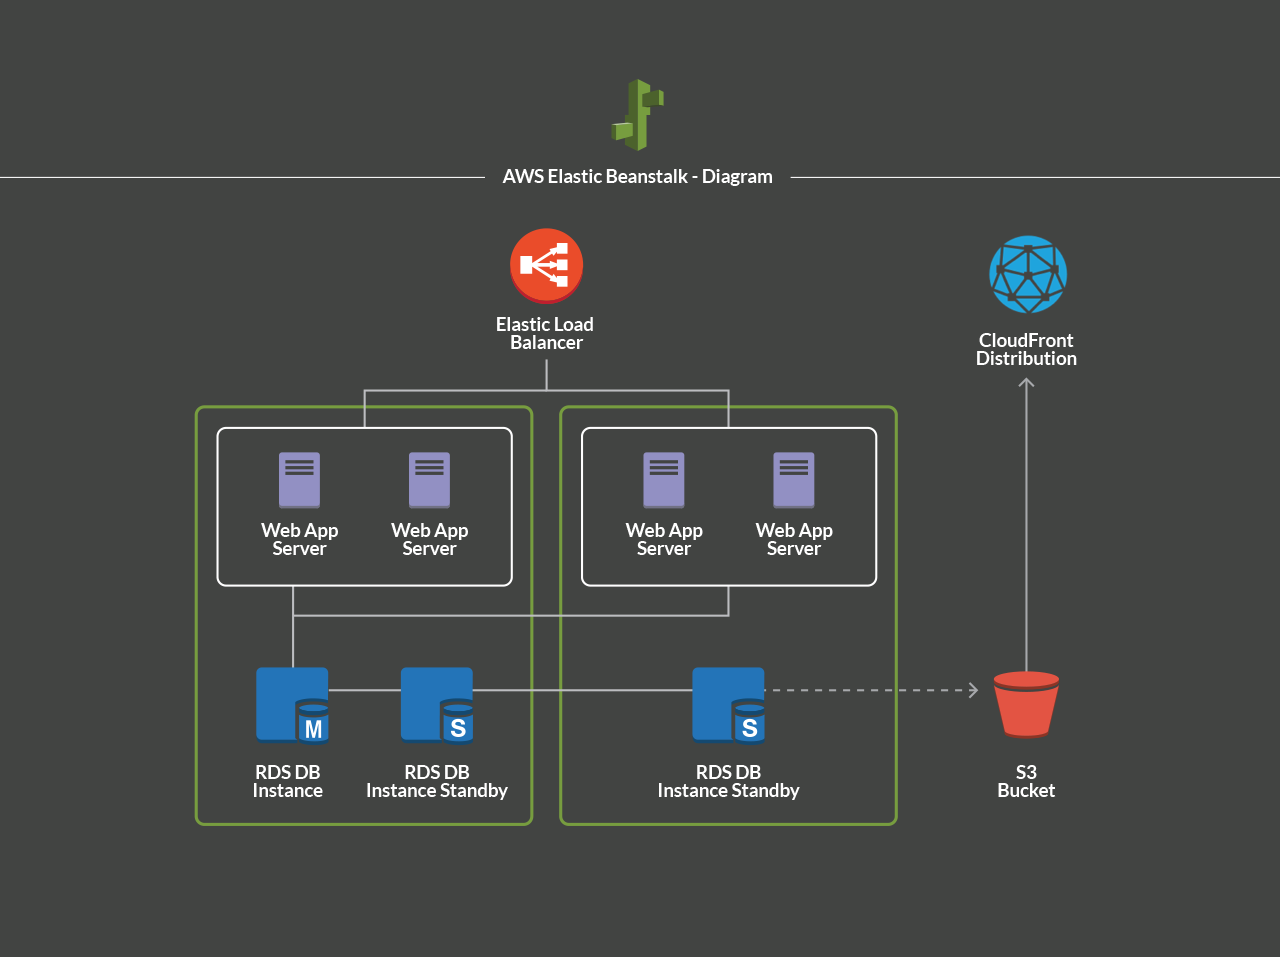 AWS Elastic Beanstalk - Diagram
Elastic Load
Balancer
CloudFront
Distribution
Web App
Server
Web App
Server
Web App
Server
Web App
Server
M
S
S
RDS DB
Instance
RDS DB
Instance Standby
RDS DB
Instance Standby
S3
Bucket